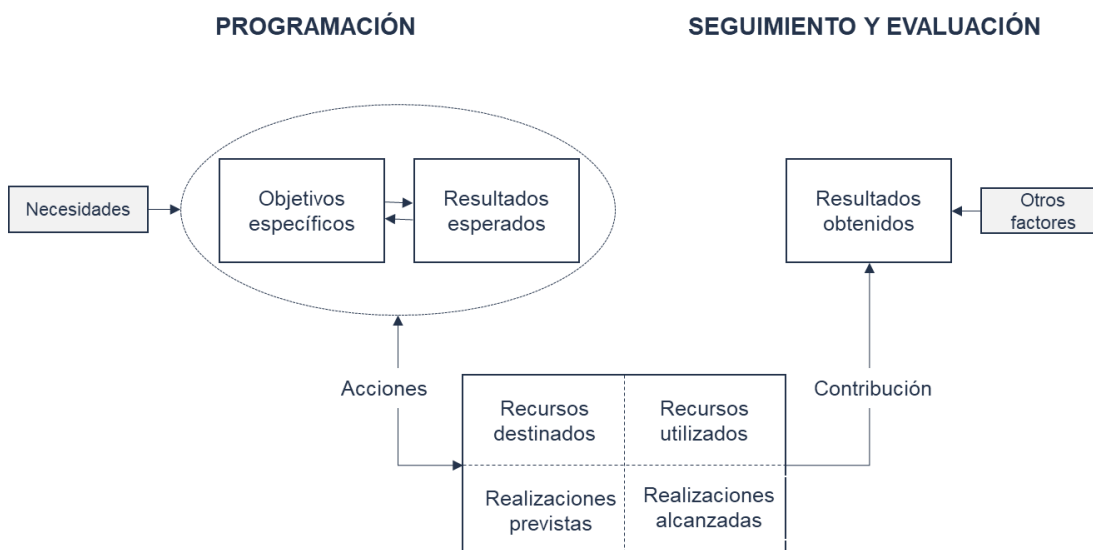 PROGRAMACIÓN
SEGUIMIENTO Y EVALUACIÓN
Necesidades
Objetivos
específicos
Resultados
esperados
Resultados
obtenidos
Otros
factores
Acciones
Contribución
Recursos
destinados
Recursos
utilizados
Realizaciones
previstas
Realizaciones
alcanzadas